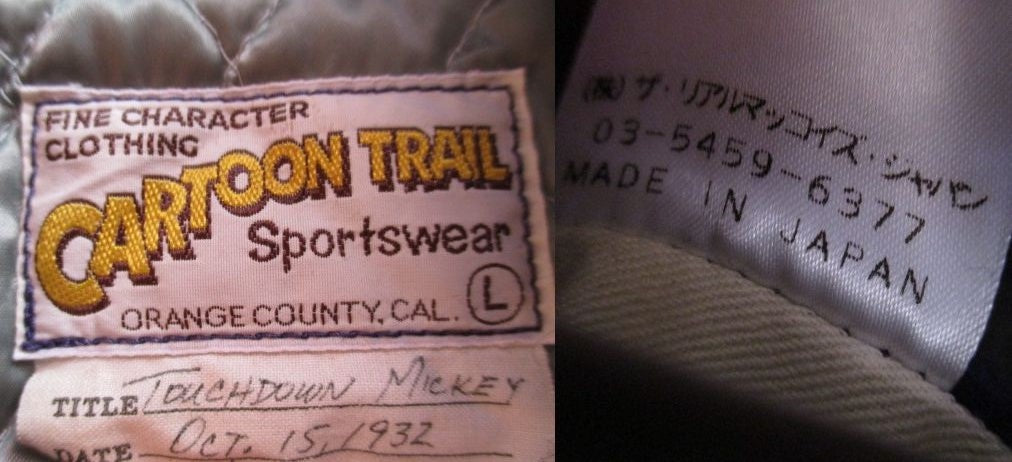 FINE CHARACTER
CLOTHING
CARTOON TRAIL
Sportswear
ORANGE COUNTY, CAL. L
TITLE TOUCHDOWN MICKEY
DATE OCT. 15, 1932
(株) ザ・リアルマッコイズ・ジャパン
03-5459-6377
MADE IN JAPAN